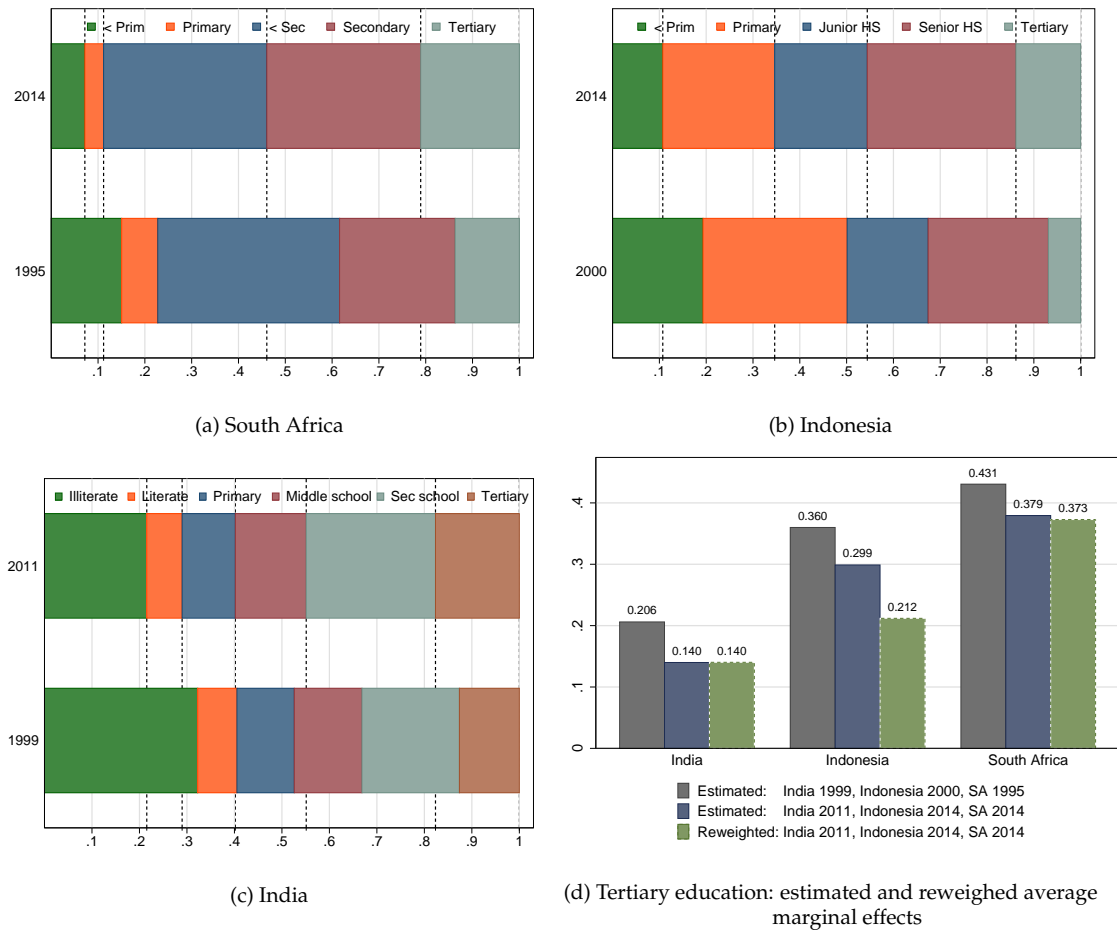 < Prim Primary < Sec Secondary Tertiary
2014
1995
.1 .2 .3 .4 .5 .6 .7 .8 .9 1
(a) South Africa
< Prim Primary Junior HS Senior HS Tertiary
2014
2000
.1 .2 .3 .4 .5 .6 .7 .8 .9 1
(b) Indonesia
Illiterate Literate Primary Middle school Sec school Tertiary
2011
1999
.1 .2 .3 .4 .5 .6 .7 .8 .9 1
(c) India
.4
.3
.2
.1
0
0.206
0.140
0.140
0.360
0.299
0.212
0.431
0.379
0.373
India Indonesia South Africa
Estimated: India 1999, Indonesia 2000, SA 1995
Estimated: India 2011, Indonesia 2014, SA 2014
Reweighted: India 2011, Indonesia 2014, SA 2014
(d) Tertiary education: estimated and reweighed average
marginal effects